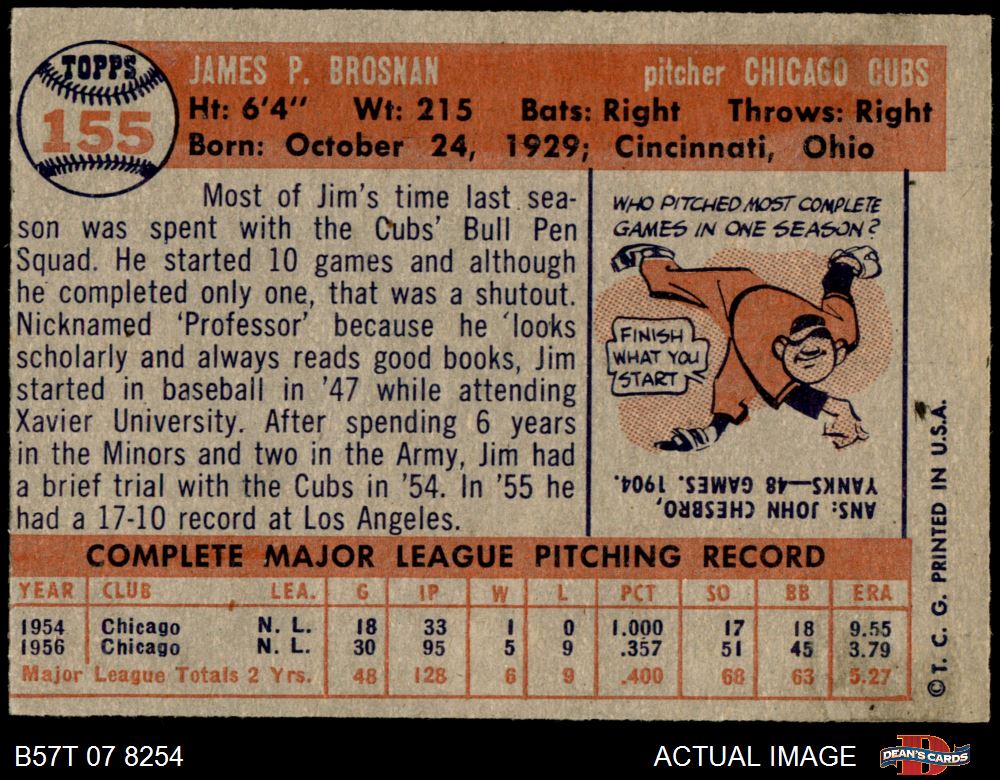 TOPPS
155
JAMES P. BROSNAN pitcher CHICAGO CUBS
Ht: 6'4" Wt: 215 Bats: Right Throws: Right
Born: October 24, 1929; Cincinnati, Ohio
Most of Jim's time last sea-
son was spent with the Cubs' Bull Pen
Squad. He started 10 games and although
he completed only one, that was a shutout.
Nicknamed 'Professor' because he 'looks
scholarly and always reads good books, Jim
started in baseball in '47 while attending
Xavier University. After spending 6 years
in the Minors and two in the Army, Jim had
a brief trial with the Cubs in '54. In '55 he
had a 17-10 record at Los Angeles.
WHO PITCHED MOST COMPLETE
GAMES IN ONE SEASON?
FINISH
WHAT YOU
START
ANS: JOHN CHESBRO,
YANKS—48 GAMES. 1904.
COMPLETE MAJOR LEAGUE PITCHING RECORD
YEAR CLUB LEA. G IP W L PCT SO BB ERA
1954 Chicago N. L. 18 33 1 0 1.000 17 18 9.55
1956 Chicago N. L. 30 95 5 9 .357 51 45 3.79
Major League Totals 2 Yrs. 48 128 6 9 .400 68 63 5.27
©T. C. G. PRINTED IN U.S.A.
B57T 07 8254 ACTUAL IMAGE
DEAN'S CARDS